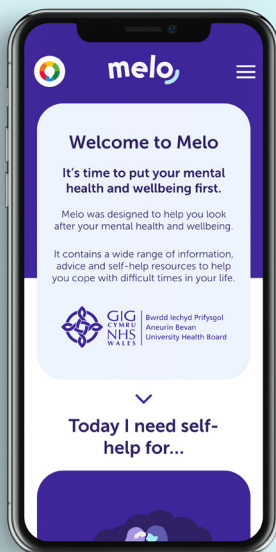 melo
Welcome to Melo
It's time to put your mental
health and wellbeing first.
Melo was designed to help you look
after your mental health and wellbeing.
It contains a wide range of information,
advice and self-help resources to help
you cope with difficult times in your life.
GIG
CYMRU
NHS
WALES
Bwrdd Iechyd Prifysgol
Aneurin Bevan
University Health Board
Today I need self-
help for...